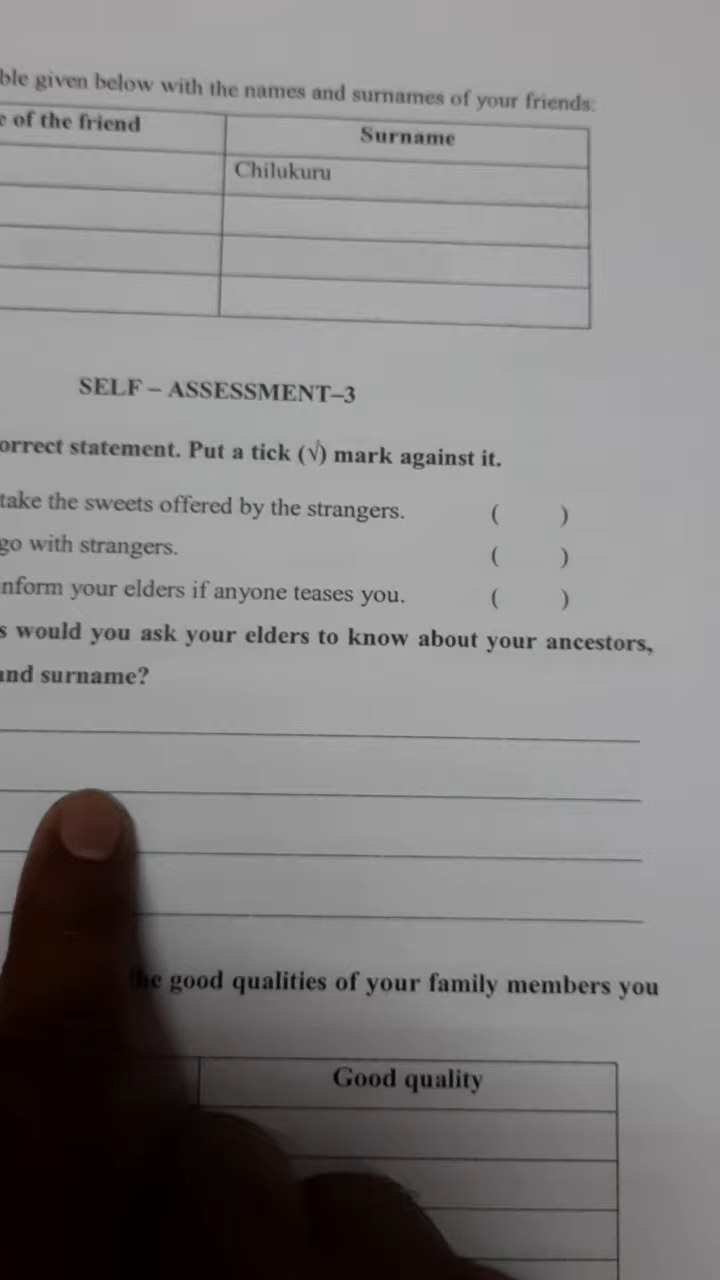 ble given below with the names and surnames of your friends:
e of the friend
Surname
Chilukuru
SELF – ASSESSMENT–3
orrect statement. Put a tick (√) mark against it.
take the sweets offered by the strangers. ( )
go with strangers. ( )
nform your elders if anyone teases you. ( )
s would you ask your elders to know about your ancestors,
and surname?
the good qualities of your family members you
Good quality